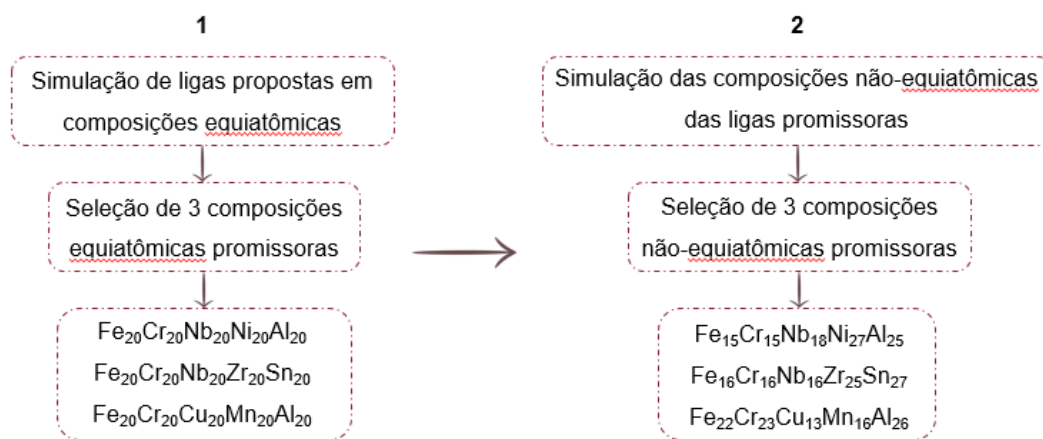 1
Simulação de ligas propostas em
composições equiatômicas
Seleção de 3 composições
equiatômicas promissoras
Fe₂₀Cr₂₀Nb₂₀Ni₂₀Al₂₀
Fe₂₀Cr₂₀Nb₂₀Zr₂₀Sn₂₀
Fe₂₀Cr₂₀Cu₂₀Mn₂₀Al₂₀
2
Simulação das composições não-equiatômicas
das ligas promissoras
Seleção de 3 composições
não-equiatômicas promissoras
Fe₁₅Cr₁₅Nb₁₈Ni₂₇Al₂₅
Fe₁₆Cr₁₆Nb₁₆Zr₂₅Sn₂₇
Fe₂₂Cr₂₃Cu₁₃Mn₁₆Al₂₆